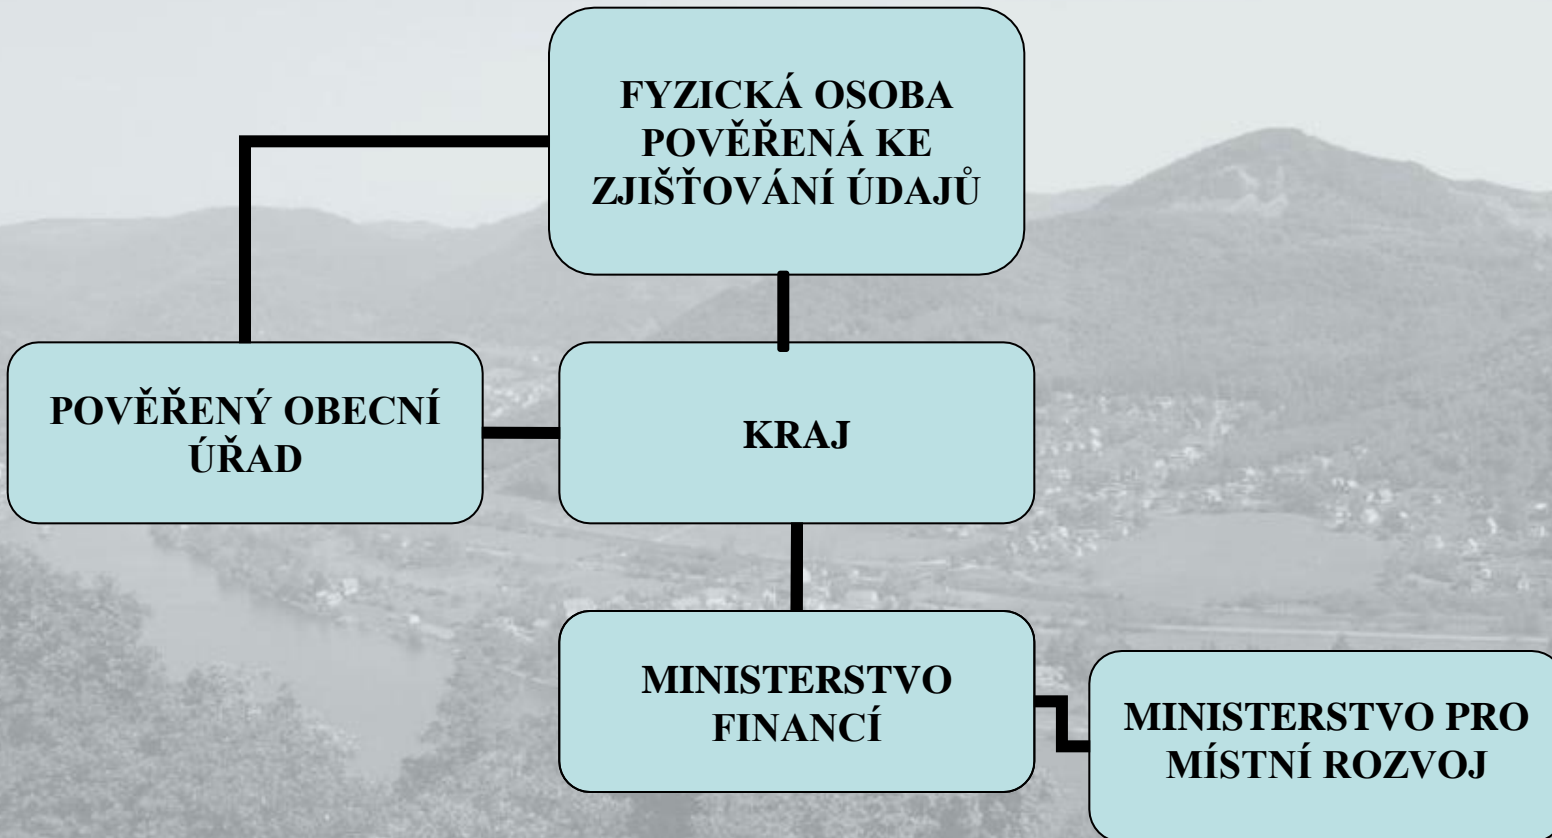 FYZICKÁ OSOBA
POVĚŘENÁ KE
ZJIŠŤOVÁNÍ ÚDAJŮ
POVĚŘENÝ OBECNÍ
ÚŘAD
KRAJ
MINISTERSTVO
FINANCÍ
MINISTERSTVO PRO
MÍSTNÍ ROZVOJ